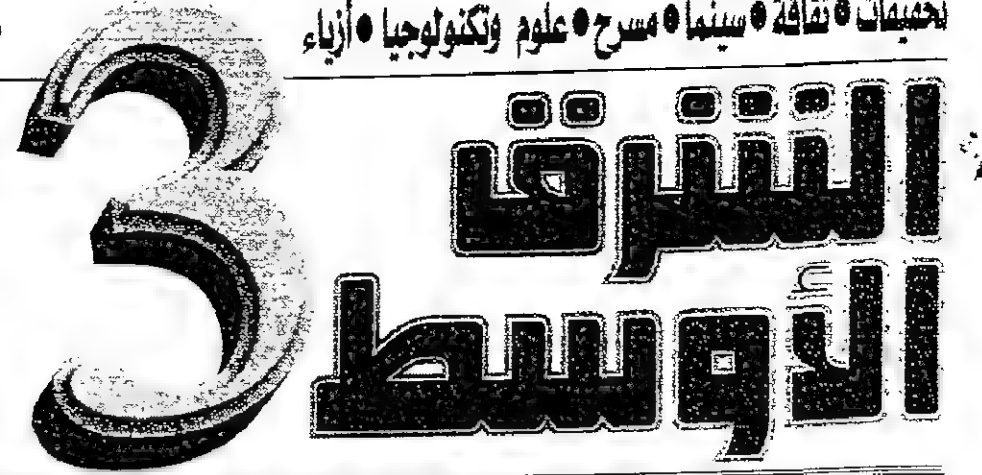 تحقيقات ● ثقافة ● سينما ● مسرح ● علوم وتكنولوجيا ● أزياء
الشرق
الأوسط
3